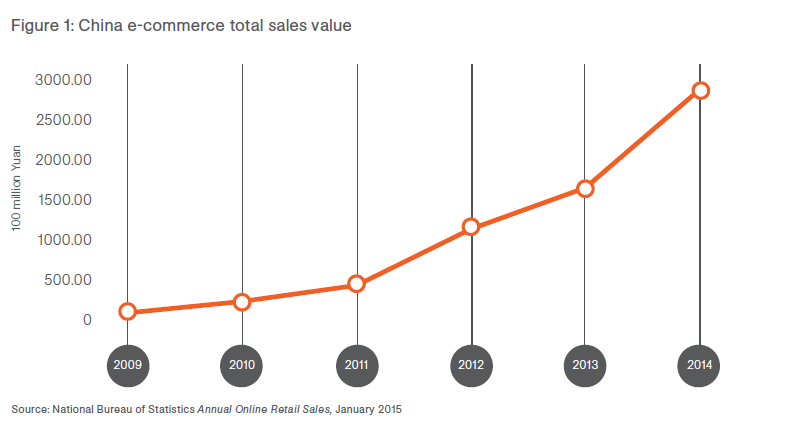 Figure 1: China e-commerce total sales value
3000.00
2500.00
2000.00
1500.00
1000.00
500.00
0
100 million Yuan
2009 2010 2011 2012 2013 2014
Source: National Bureau of Statistics Annual Online Retail Sales, January 2015